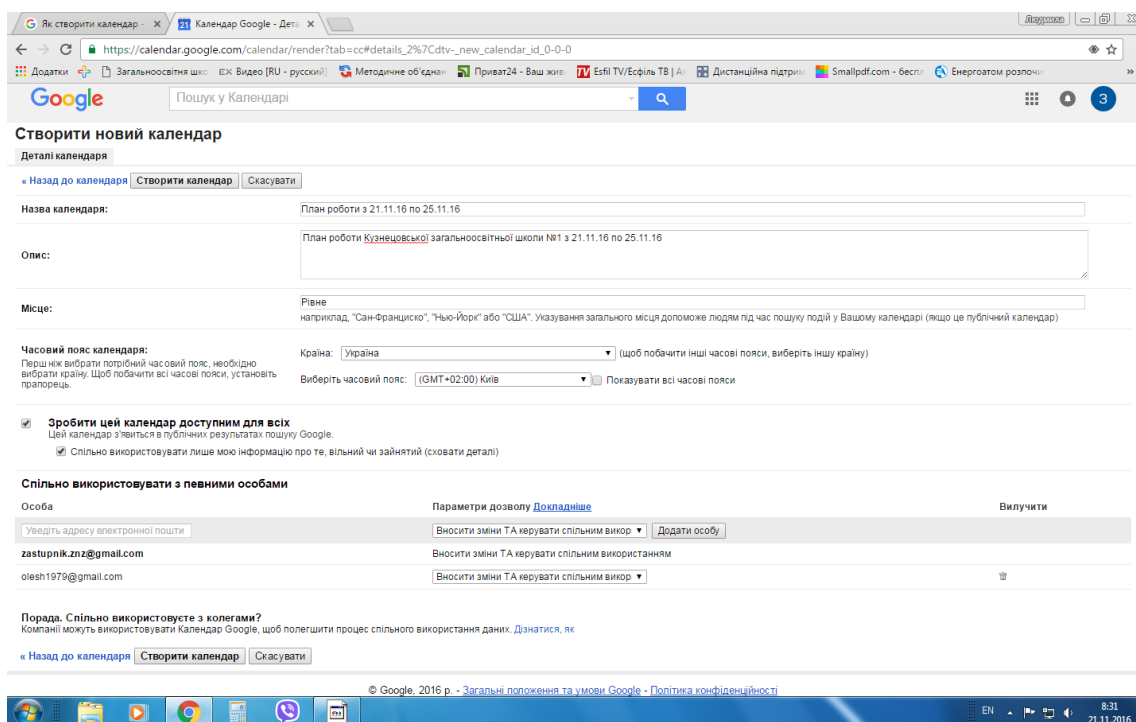 Як створити календар -
Календар Google - Дета
Людмила
https://calendar.google.com/calendar/render?tab=cc#details_2%7Cdtv-_new_calendar_id_0-0-0
Додатки Загальноосвітня шко EX Видео [RU - русский] Методичне об'єднан Приват24 - Ваш жив TV Esfil TV/Есфіль ТВ | А Дистанційна підтрим Smallpdf.com - беспл Енергоатом розпочи »
Google Пошук у Календарі З
Створити новий календар
Деталі календаря
« Назад до календаря Створити календар Скасувати
Назва календаря: План роботи з 21.11.16 по 25.11.16
Опис: План роботи Кузнецовської загальноосвітньої школи №1 з 21.11.16 по 25.11.16
Місце: Рівне
наприклад, "Сан-Франциско", "Нью-Йорк" або "США". Указування загального місця допоможе людям під час пошуку подій у Вашому календарі (якщо це публічний календар)
Часовий пояс календаря:
Перш ніж вибрати потрібний часовий пояс, необхідно
вибрати країну. Щоб побачити всі часові пояси, установіть
прапорець.
Країна: Україна (щоб побачити інші часові пояси, виберіть іншу країну)
Виберіть часовий пояс: (GMT+02:00) Київ Показувати всі часові пояси
Зробити цей календар доступним для всіх
Цей календар з'явиться в публічних результатах пошуку Google.
Спільно використовувати лише мою інформацію про те, вільний чи зайнятий (сховати деталі)
Спільно використовувати з певними особами
Особа Параметри дозволу Докладніше Вилучити
Уведіть адресу електронної пошти Вносити зміни ТА керувати спільним викор Додати особу
zastupnik.znz@gmail.com Вносити зміни ТА керувати спільним використанням
olesh1979@gmail.com Вносити зміни ТА керувати спільним викор
Порада. Спільно використовуєте з колегами?
Компанії можуть використовувати Календар Google, щоб полегшити процес спільного використання даних. Дізнатися, як
« Назад до календаря Створити календар Скасувати
© Google, 2016 р. - Загальні положення та умови Google - Політика конфіденційності
EN 8:31
21.11.2016